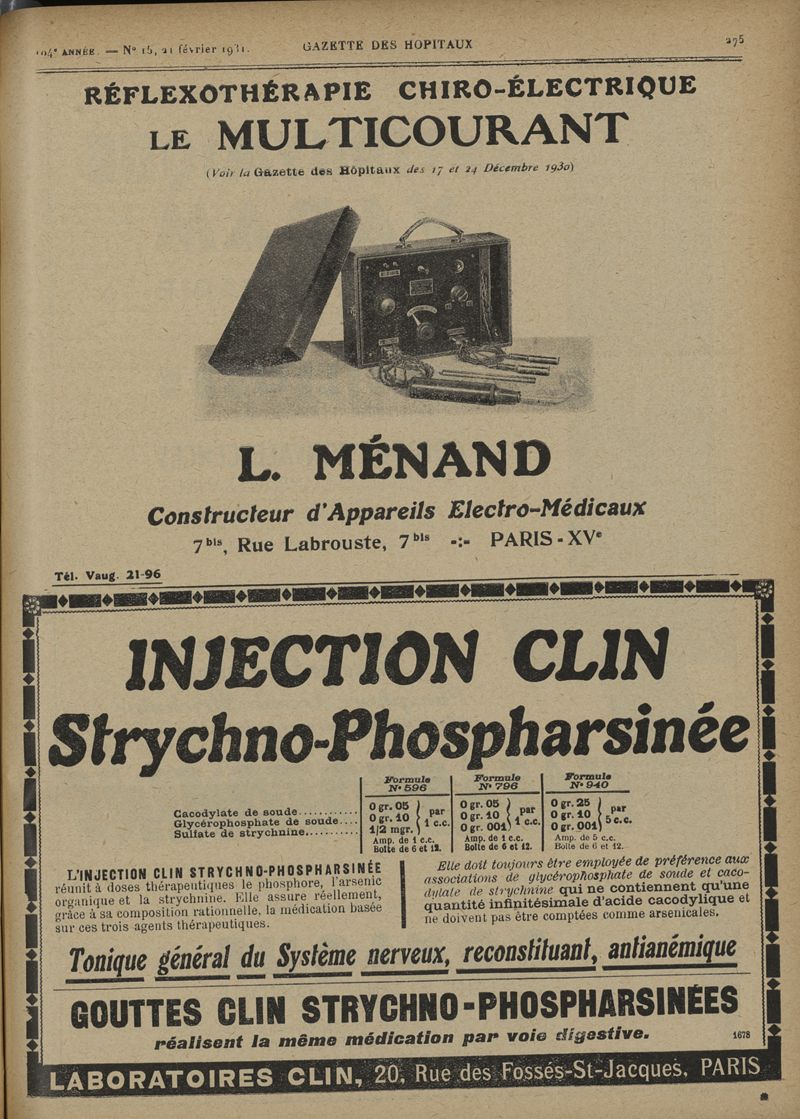 104e ANNÉE. — N° 15, 21 février 1931. GAZETTE DES HOPITAUX 275
RÉFLEXOTHÉRAPIE CHIRO-ÉLECTRIQUE
LE MULTICOURANT
(Voir la Gazette des Hôpitaux des 17 et 24 Décembre 1930)
L. MÉNAND
Constructeur d'Appareils Electro-Médicaux
7 bis, Rue Labrouste, 7 bis -:- PARIS-XVe
Tél. Vaug. 21-96
INJECTION CLIN
Strychno-Phospharsinée
Formule N° 596 Formule N° 796 Formule N° 940
Cacodylate de soude............ 0 gr. 05 0 gr. 05 0 gr. 25
Glycérophosphate de soude.... 0 gr. 10 par 1 c.c. 0 gr. 10 par 1 c.c. 0 gr. 10 par 5 c.c.
Sulfate de strychnine........... 1/2 mgr. 0 gr. 001 0 gr. 001
Amp. de 1 c.c. Amp. de 1 c.c. Amp. de 5 c.c.
Boîte de 6 et 12. Boîte de 6 et 12. Boîte de 6 et 12.
L'INJECTION CLIN STRYCHNO-PHOSPHARSINÉE
réunit à doses thérapeutiques le phosphore, l'arsenic
organique et la strychnine. Elle assure réellement,
grâce à sa composition rationnelle, la médication basée
sur ces trois agents thérapeutiques.
Elle doit toujours être employée de préférence aux
associations de glycérophosphate de soude et caco-
dylate de strychnine qui ne contiennent qu'une
quantité infinitésimale d'acide cacodylique et
ne doivent pas être comptées comme arsenicales.
Tonique général du Système nerveux, reconstituant, antianémique
GOUTTES CLIN STRYCHNO-PHOSPHARSINÉES
réalisent la même médication par voie digestive. 1678
LABORATOIRES CLIN, 20, Rue des Fossés-St-Jacques, PARIS